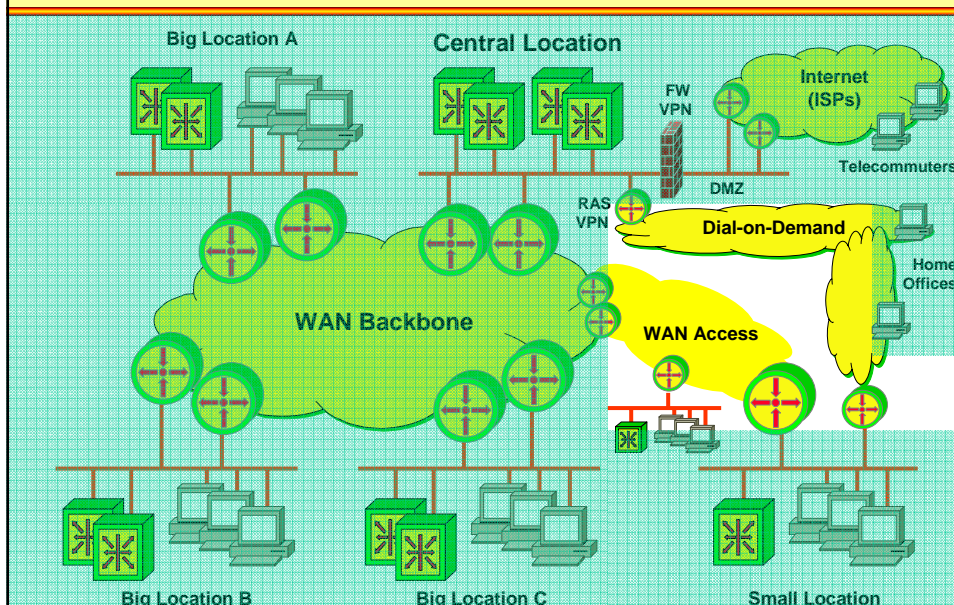 Big Location A
Central Location
Internet
(ISPs)
FW
VPN
Telecommuters
DMZ
RAS
VPN
Dial-on-Demand
Home
Offices
WAN Backbone
WAN Access
Big Location B
Big Location C
Small Location